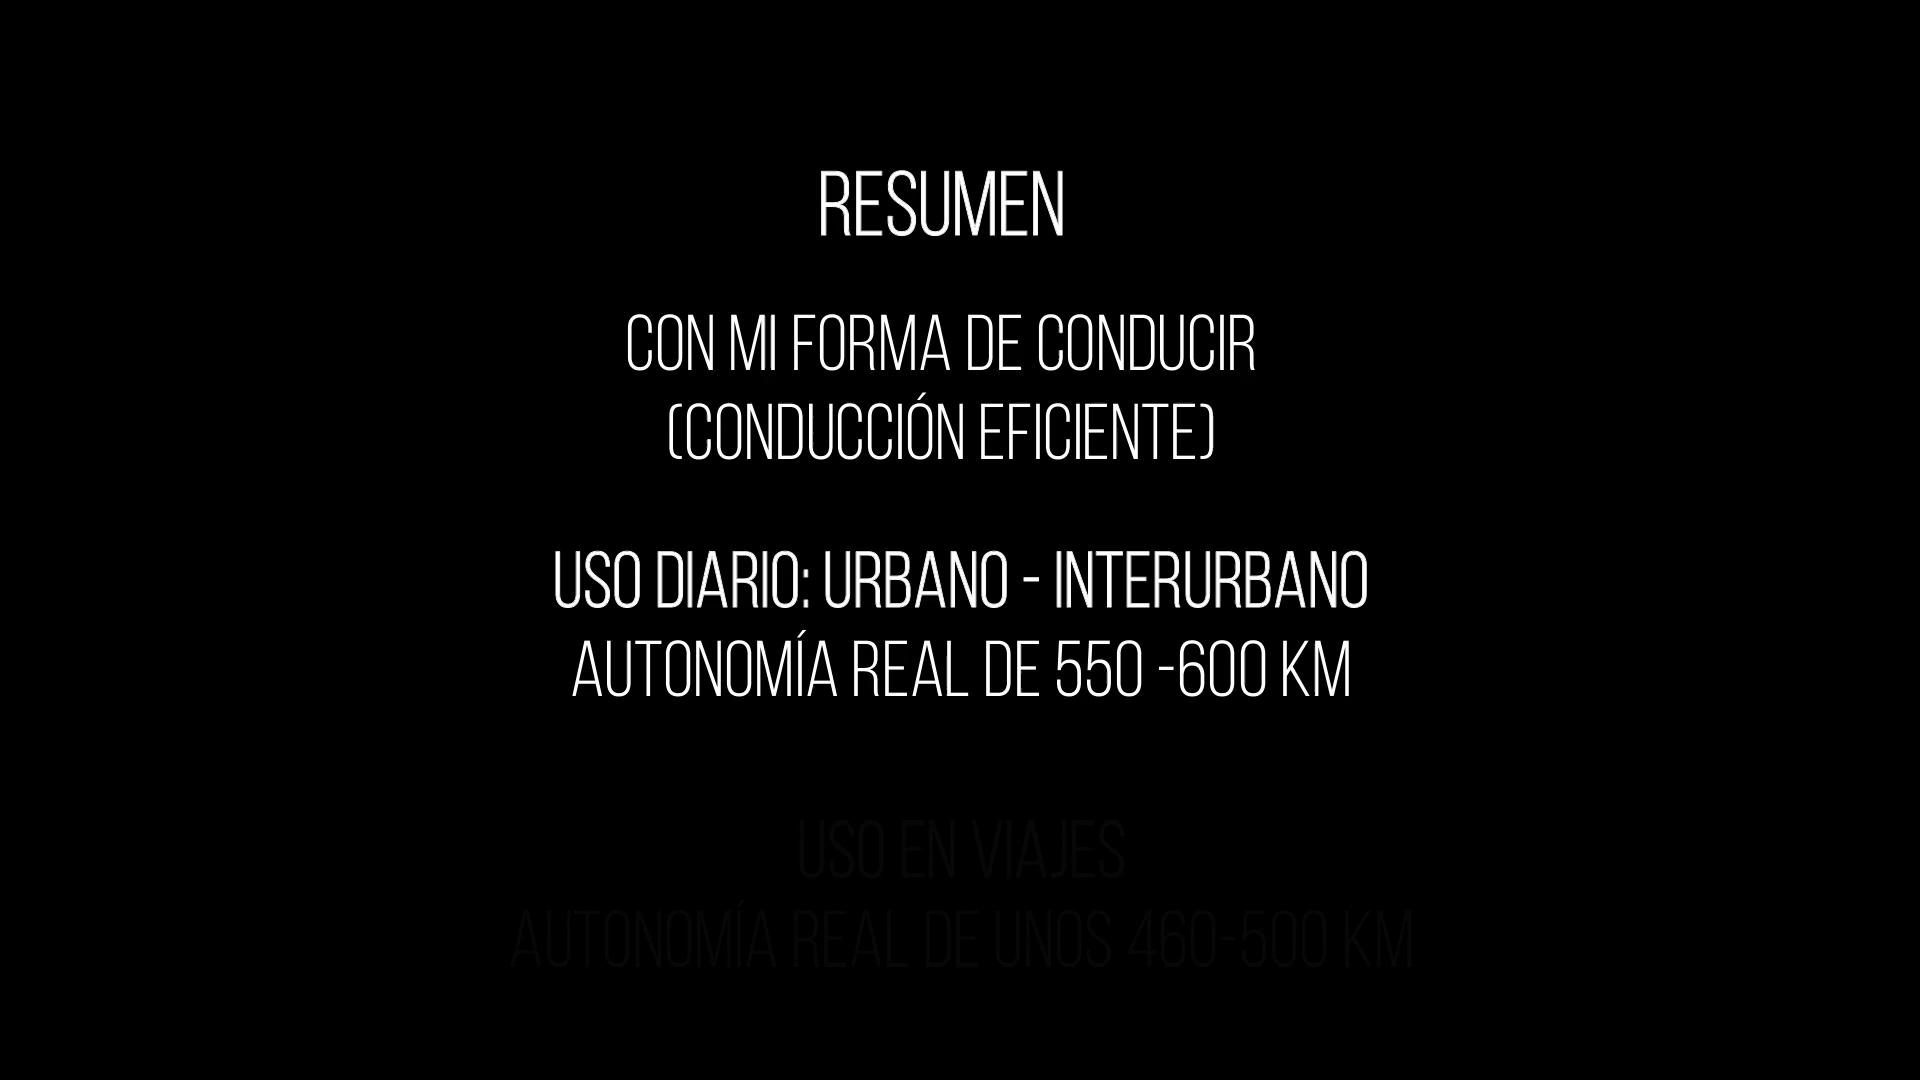 RESUMEN
CON MI FORMA DE CONDUCIR
(CONDUCCIÓN EFICIENTE)
USO DIARIO: URBANO - INTERURBANO
AUTONOMÍA REAL DE 550 -600 KM
USO EN VIAJES
AUTONOMÍA REAL DE UNOS 460-500 KM